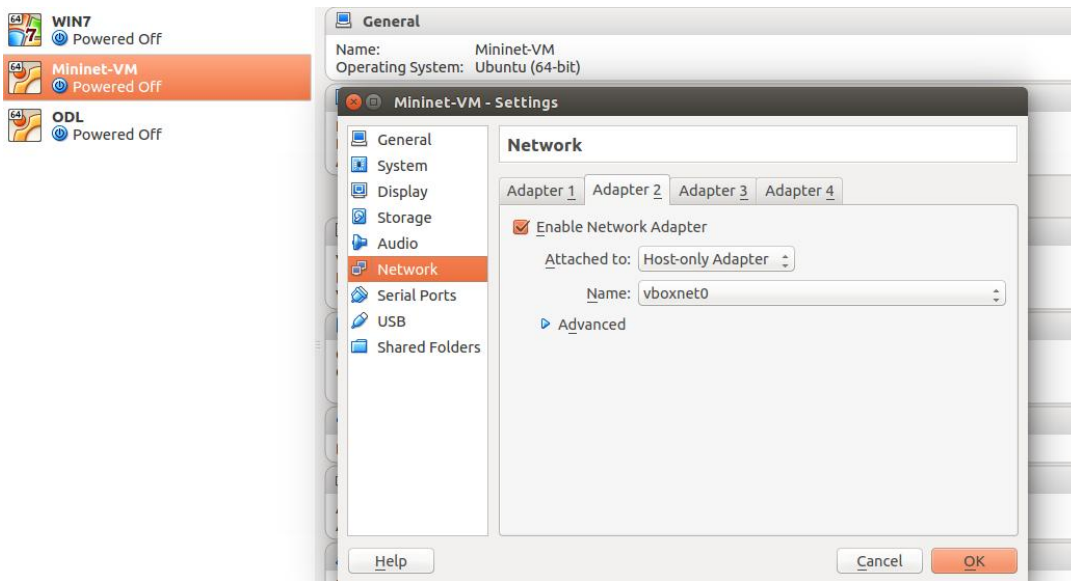 WIN7
Powered Off
Mininet-VM
Powered Off
ODL
Powered Off
General
Name: Mininet-VM
Operating System: Ubuntu (64-bit)
Mininet-VM - Settings
General
System
Display
Storage
Audio
Network
Serial Ports
USB
Shared Folders
Network
Adapter 1 Adapter 2 Adapter 3 Adapter 4
Enable Network Adapter
Attached to: Host-only Adapter
Name: vboxnet0
Advanced
Help Cancel OK